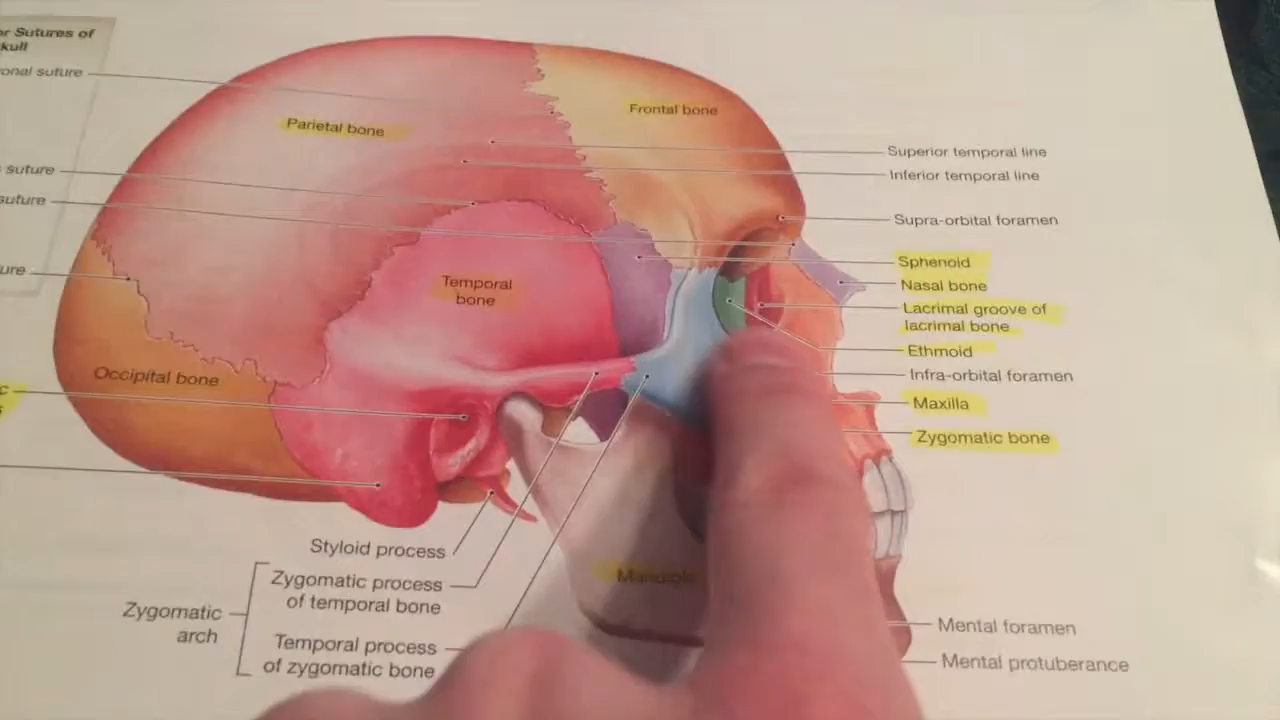 or Sutures of
kull
onal suture
suture
suture
ure
c
Parietal bone
Frontal bone
Temporal
bone
Occipital bone
Mandible
Superior temporal line
Inferior temporal line
Supra-orbital foramen
Sphenoid
Nasal bone
Lacrimal groove of
lacrimal bone
Ethmoid
Infra-orbital foramen
Maxilla
Zygomatic bone
Styloid process
Zygomatic process
of temporal bone
Zygomatic
arch
Temporal process
of zygomatic bone
Mental foramen
Mental protuberance